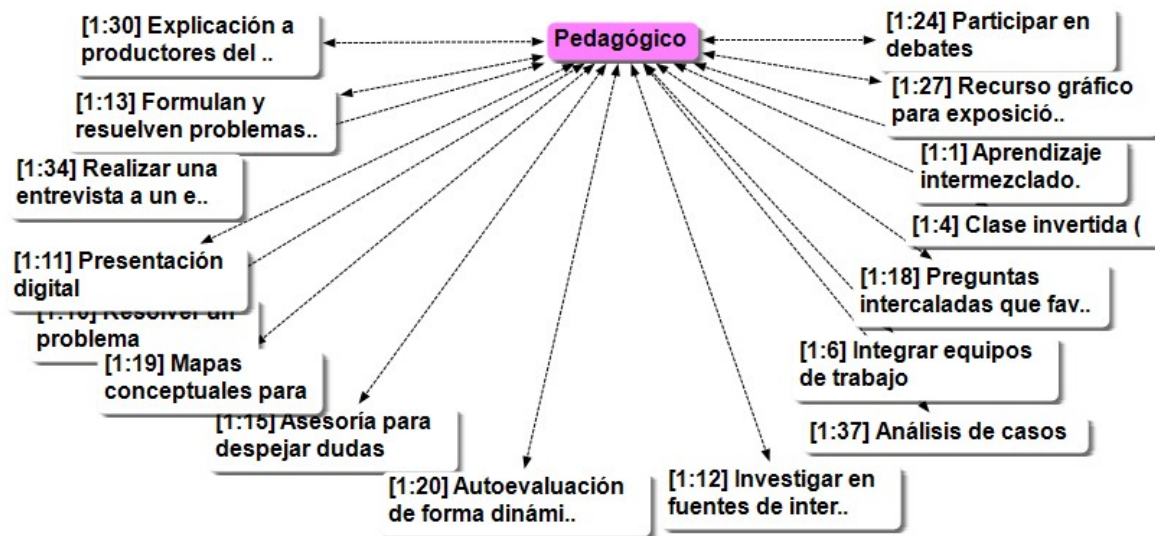 Pedagógico
[1:30] Explicación a
productores del ..
[1:13] Formulan y
resuelven problemas..
[1:34] Realizar una
entrevista a un e..
[1:11] Presentación
digital
problema
[1:19] Mapas
conceptuales para
[1:15] Asesoría para
despejar dudas
[1:20] Autoevaluación
de forma dinámi..
[1:12] Investigar en
fuentes de inter..
[1:24] Participar en
debates
[1:27] Recurso gráfico
para exposició..
[1:1] Aprendizaje
intermezclado.
[1:4] Clase invertida (
[1:18] Preguntas
intercaladas que fav..
[1:6] Integrar equipos
de trabajo
[1:37] Análisis de casos